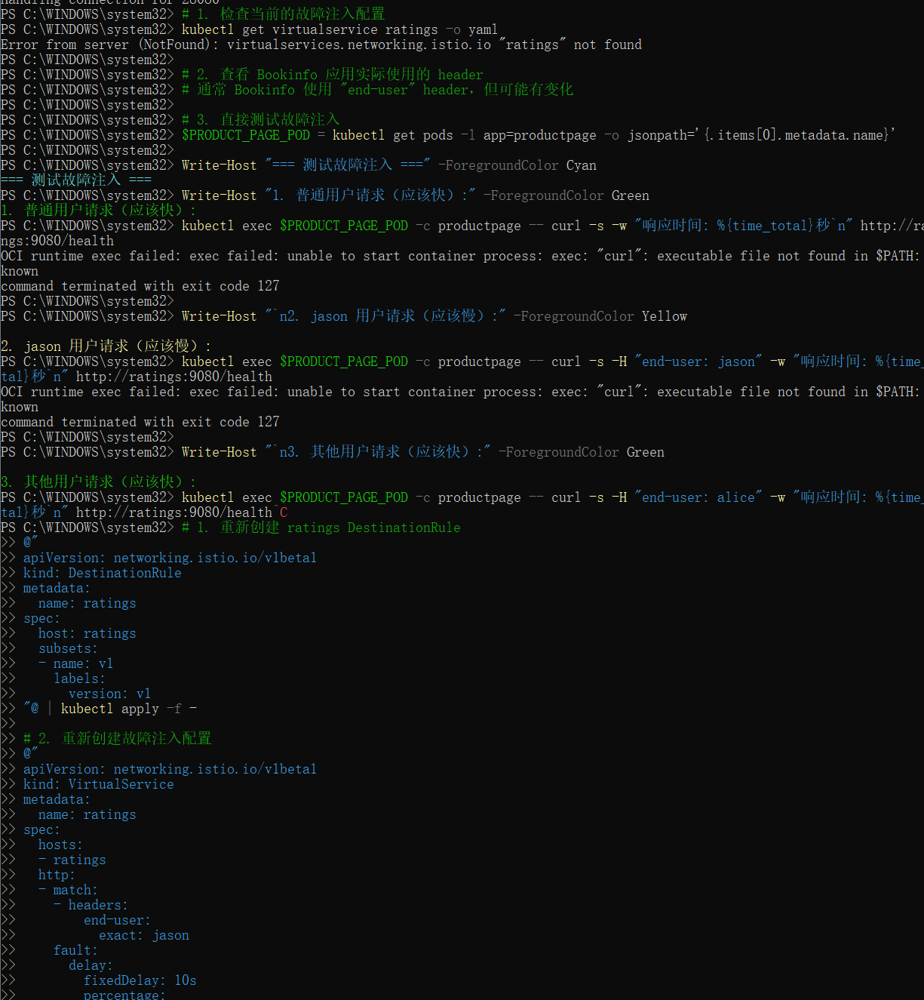 Handling connection for 28080
PS C:\WINDOWS\system32> # 1. 检查当前的故障注入配置
PS C:\WINDOWS\system32> kubectl get virtualservice ratings -o yaml
Error from server (NotFound): virtualservices.networking.istio.io "ratings" not found
PS C:\WINDOWS\system32>
PS C:\WINDOWS\system32> # 2. 查看 Bookinfo 应用实际使用的 header
PS C:\WINDOWS\system32> # 通常 Bookinfo 使用 "end-user" header，但可能有变化
PS C:\WINDOWS\system32>
PS C:\WINDOWS\system32> # 3. 直接测试故障注入
PS C:\WINDOWS\system32> $PRODUCT_PAGE_POD = kubectl get pods -l app=productpage -o jsonpath='{.items[0].metadata.name}'
PS C:\WINDOWS\system32>
PS C:\WINDOWS\system32> Write-Host "=== 测试故障注入 ===" -ForegroundColor Cyan
=== 测试故障注入 ===
PS C:\WINDOWS\system32> Write-Host "1. 普通用户请求（应该快）:" -ForegroundColor Green
1. 普通用户请求（应该快）:
PS C:\WINDOWS\system32> kubectl exec $PRODUCT_PAGE_POD -c productpage -- curl -s -w "响应时间: %{time_total}秒`n" http://ra
ngs:9080/health
OCI runtime exec failed: exec failed: unable to start container process: exec: "curl": executable file not found in $PATH:
known
command terminated with exit code 127
PS C:\WINDOWS\system32>
PS C:\WINDOWS\system32> Write-Host "`n2. jason 用户请求（应该慢）:" -ForegroundColor Yellow
2. jason 用户请求（应该慢）:
PS C:\WINDOWS\system32> kubectl exec $PRODUCT_PAGE_POD -c productpage -- curl -s -H "end-user: jason" -w "响应时间: %{time_
tal}秒`n" http://ratings:9080/health
OCI runtime exec failed: exec failed: unable to start container process: exec: "curl": executable file not found in $PATH:
known
command terminated with exit code 127
PS C:\WINDOWS\system32>
PS C:\WINDOWS\system32> Write-Host "`n3. 其他用户请求（应该快）:" -ForegroundColor Green
3. 其他用户请求（应该快）:
PS C:\WINDOWS\system32> kubectl exec $PRODUCT_PAGE_POD -c productpage -- curl -s -H "end-user: alice" -w "响应时间: %{time_
tal}秒`n" http://ratings:9080/health^C
PS C:\WINDOWS\system32> # 1. 重新创建 ratings DestinationRule
>> @"
>> apiVersion: networking.istio.io/v1beta1
>> kind: DestinationRule
>> metadata:
>>   name: ratings
>> spec:
>>   host: ratings
>>   subsets:
>>   - name: v1
>>     labels:
>>       version: v1
>> "@ | kubectl apply -f -
>>
>> # 2. 重新创建故障注入配置
>> @"
>> apiVersion: networking.istio.io/v1beta1
>> kind: VirtualService
>> metadata:
>>   name: ratings
>> spec:
>>   hosts:
>>   - ratings
>>   http:
>>   - match:
>>     - headers:
>>         end-user:
>>           exact: jason
>>     fault:
>>       delay:
>>         fixedDelay: 10s
>>         percentage: